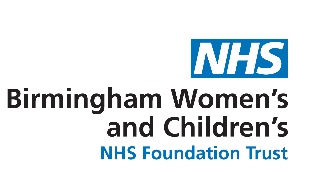 NHS
Birmingham Women's
and Children's
NHS Foundation Trust